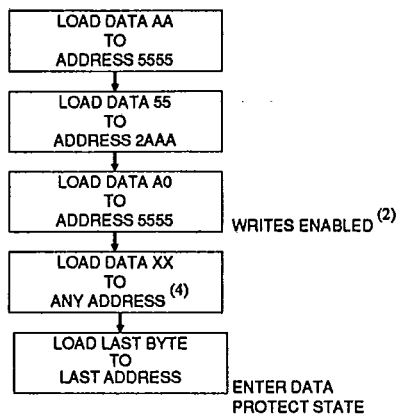 LOAD DATA AA
TO
ADDRESS 5555
LOAD DATA 55
TO
ADDRESS 2AAA
LOAD DATA A0
TO
ADDRESS 5555
WRITES ENABLED (2)
LOAD DATA XX
TO
ANY ADDRESS (4)
LOAD LAST BYTE
TO
LAST ADDRESS
ENTER DATA
PROTECT STATE